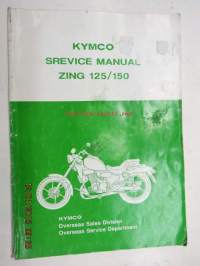 KYMCO
SREVICE MANUAL
ZING 125/150
KYMCO
Overseas Sales Division
Overseas Service Department